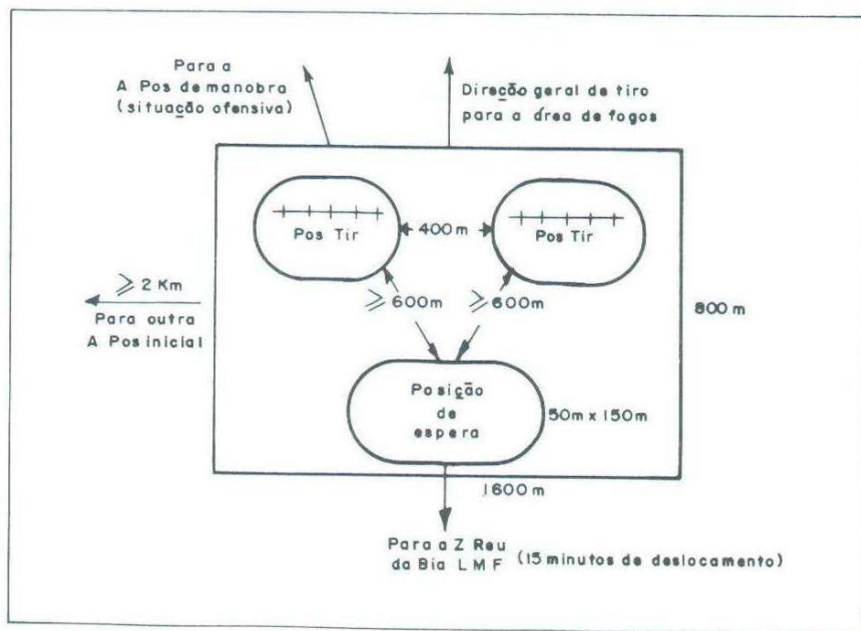 Para a
A Pos de manobra
(situação ofensiva)
Direção geral de tiro
para a área de fogos
Pos Tir
400m
Pos Tir
≥ 2 Km
Para outra
A Pos inicial
≥600m
≥600m
800 m
Posição
de
espera
50m x 150m
1600 m
Para a Z Reu
da Bia LMF
(15 minutos de deslocamento)